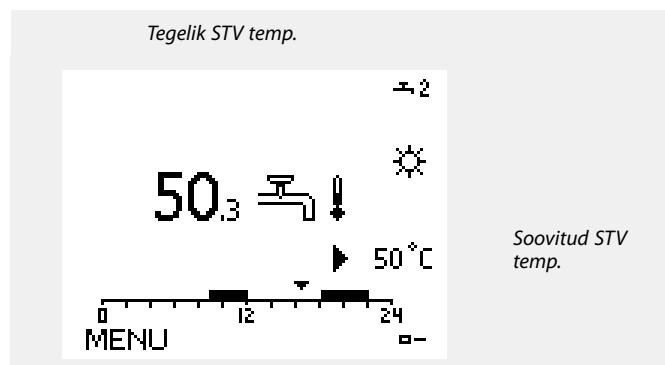 Tegelik STV temp.
2
50.3
50°C
Soovitud STV
temp.
0 12 24
MENU